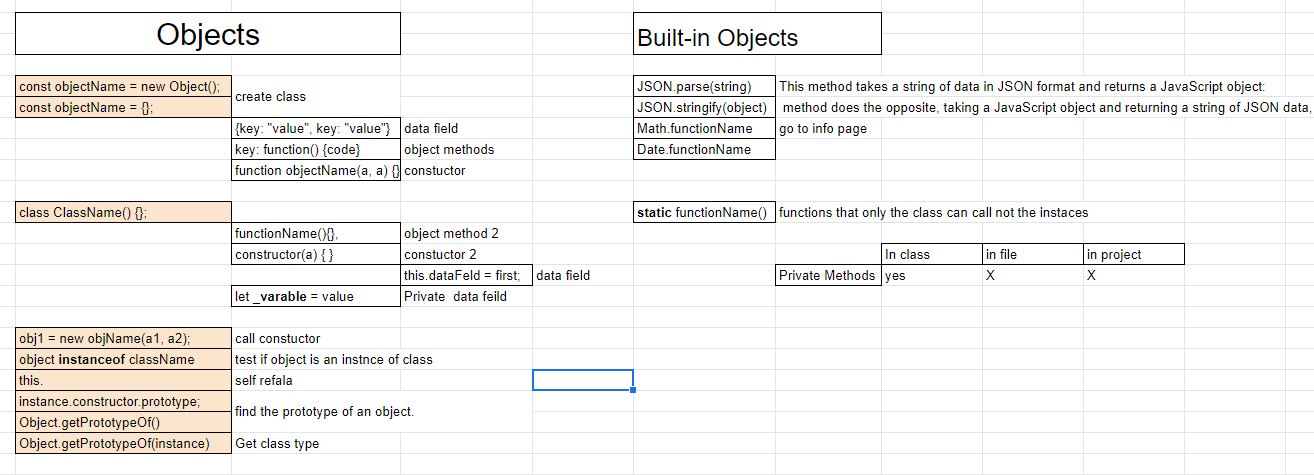 Objects
Built-in Objects
const objectName = new Object();
create class
const objectName = {};
{key: "value", key: "value"} data field
key: function() {code} object methods
function objectName(a, a) {} constuctor
JSON.parse(string) This method takes a string of data in JSON format and returns a JavaScript object:
JSON.stringify(object) method does the opposite, taking a JavaScript object and returning a string of JSON data,
Math.functionName go to info page
Date.functionName
class ClassName() {};
functionName(){}, object method 2
constructor(a) { } constuctor 2
this.dataFeld = first; data field
let _varable = value Private data feild
static functionName() functions that only the class can call not the instaces
In class in file in project
Private Methods yes X X
obj1 = new objName(a1, a2); call constuctor
object instanceof className test if object is an instnce of class
this. self refala
instance.constructor.prototype;
find the prototype of an object.
Object.getPrototypeOf()
Object.getPrototypeOf(instance) Get class type